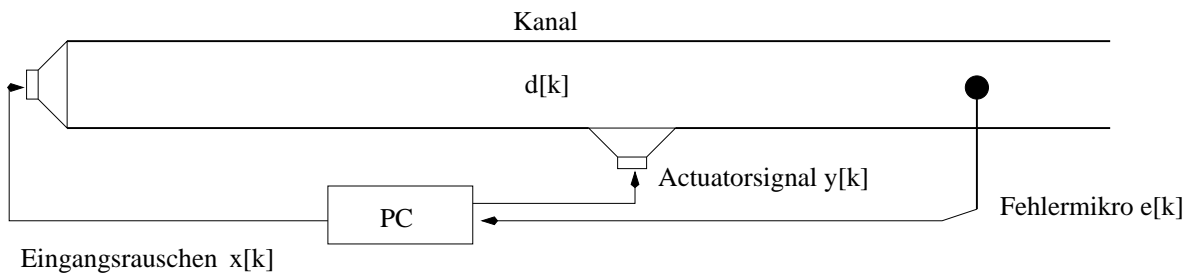 Kanal
d[k]
Actuatorsignal y[k]
PC
Fehlermikro e[k]
Eingangsrauschen x[k]